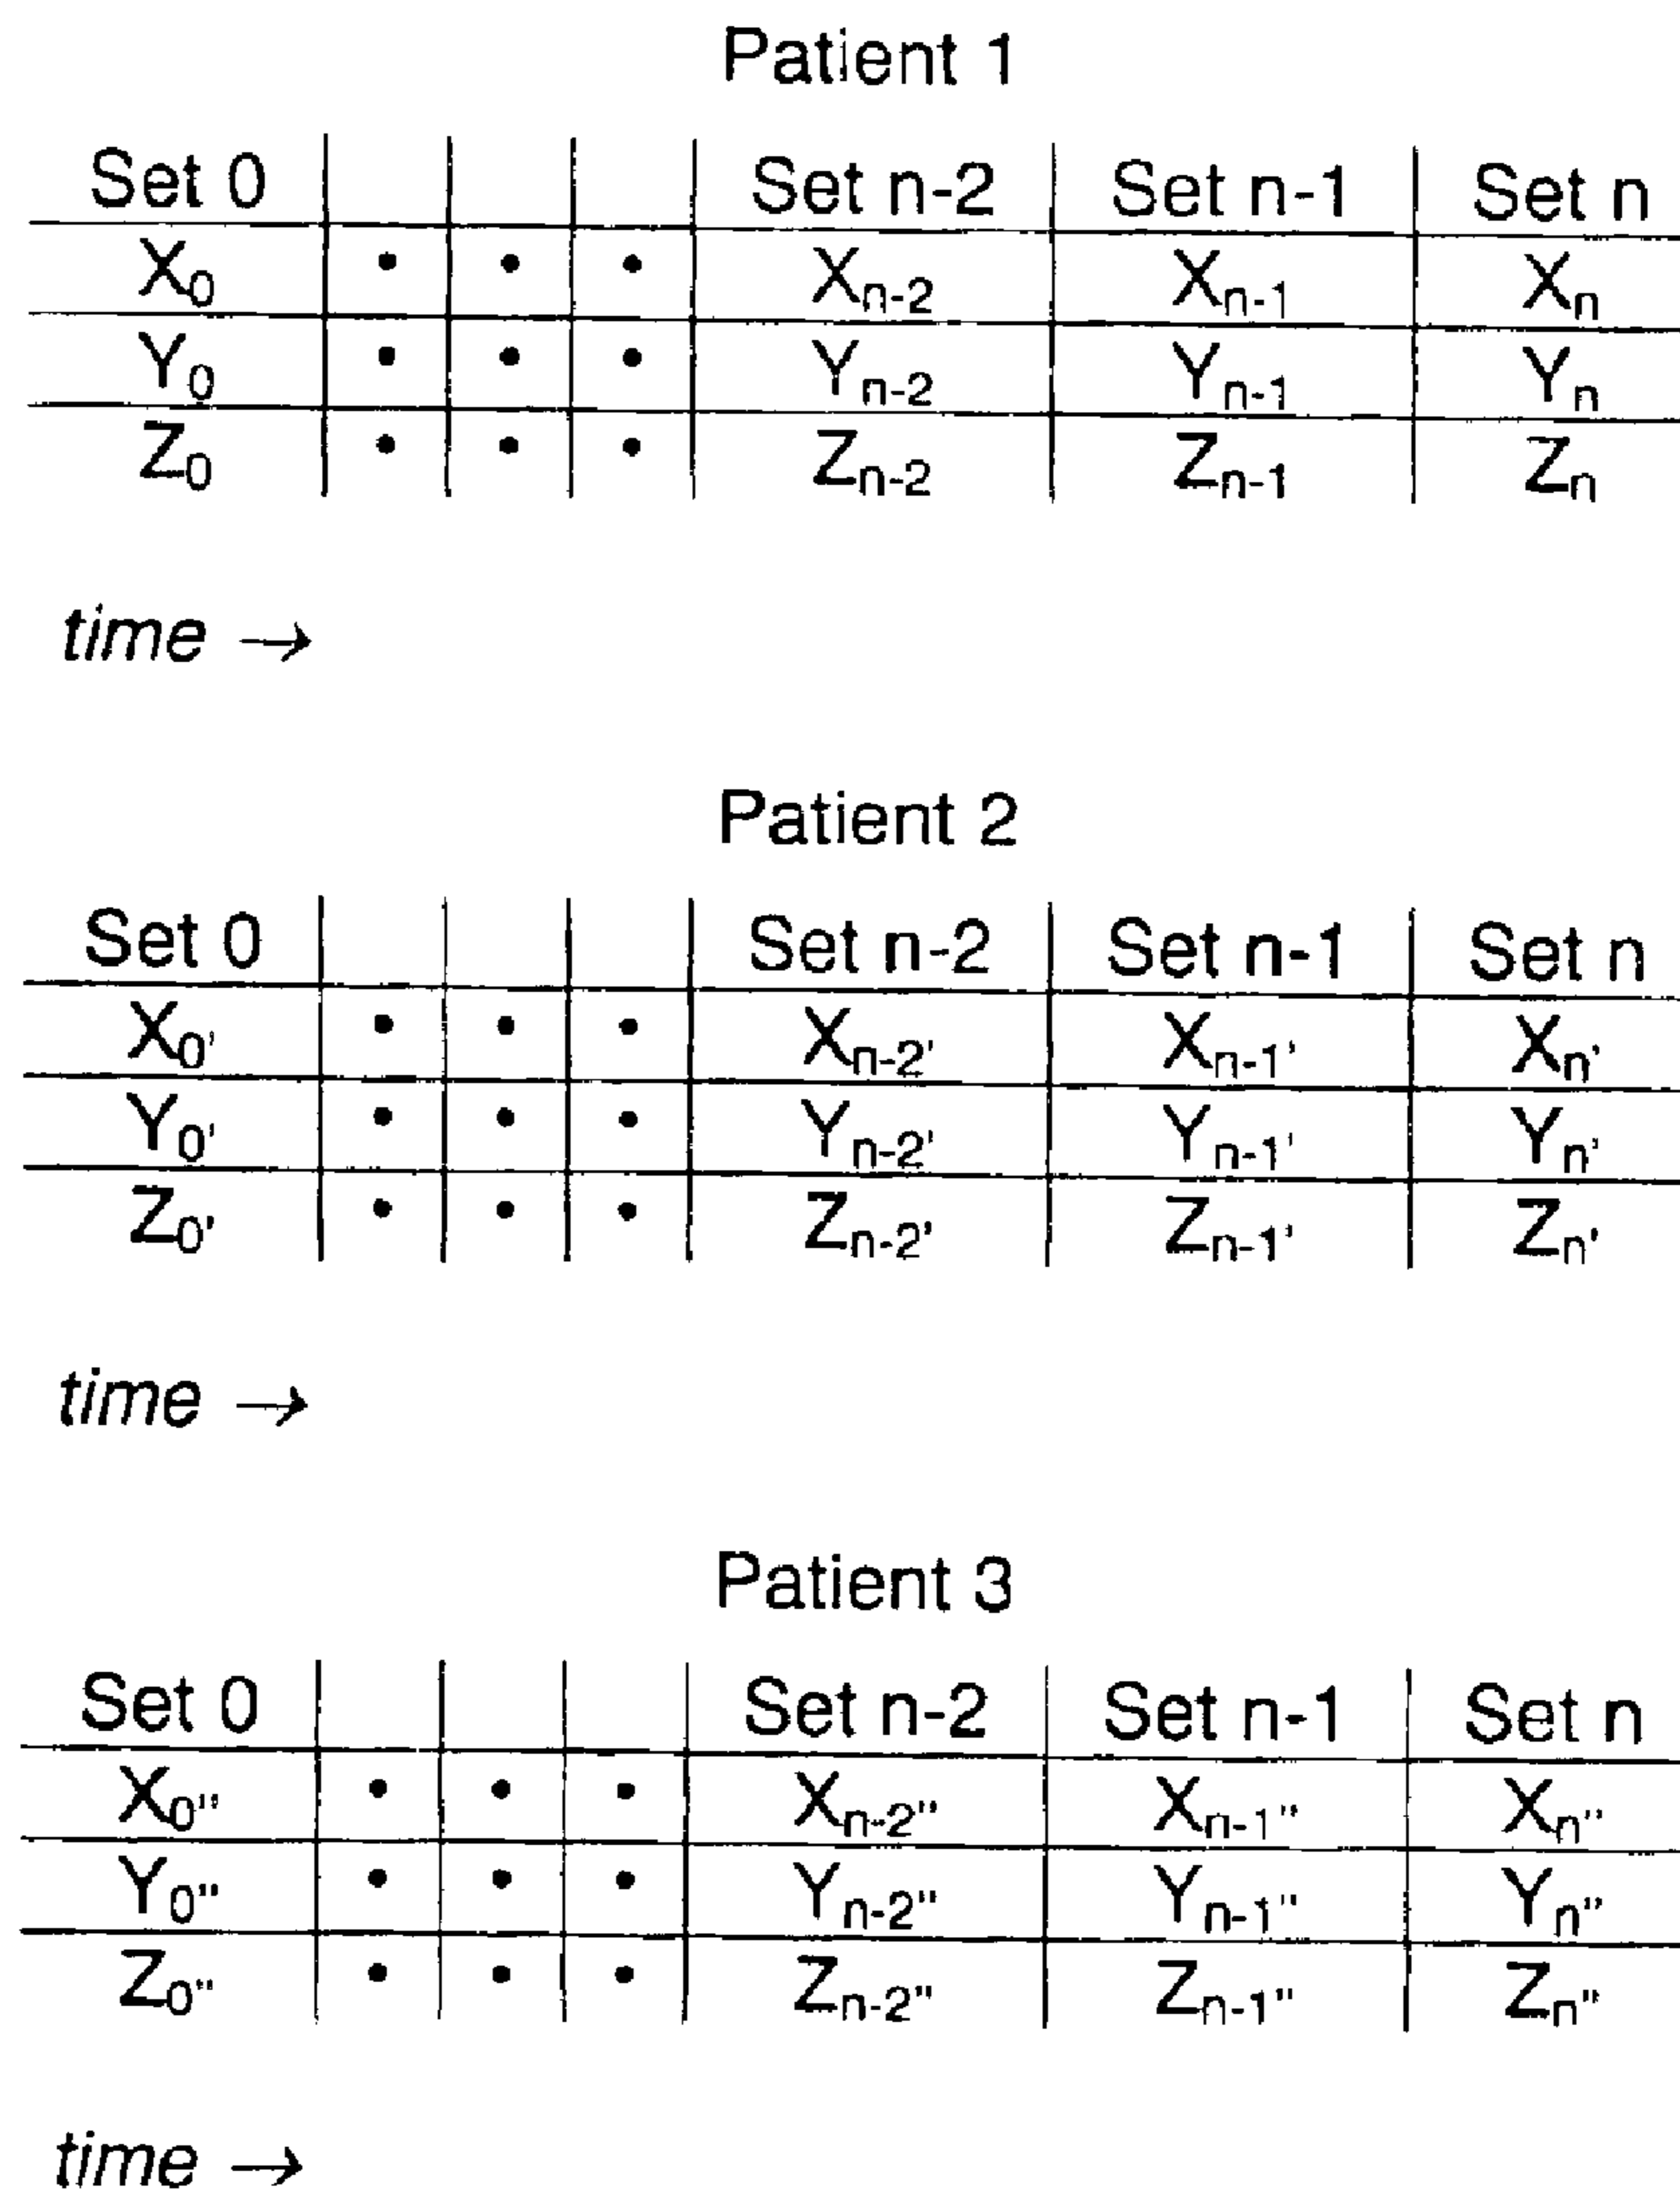 Patient 1
Set 0 Set n-2 Set n-1 Set n
X0 • • • Xn-2 Xn-1 Xn
Y0 • • • Yn-2 Yn-1 Yn
Z0 • • • Zn-2 Zn-1 Zn
time →
Patient 2
Set 0 Set n-2 Set n-1 Set n
X0' • • • Xn-2' Xn-1' Xn'
Y0' • • • Yn-2' Yn-1' Yn'
Z0' • • • Zn-2' Zn-1' Zn'
time →
Patient 3
Set 0 Set n-2 Set n-1 Set n
X0" • • • Xn-2" Xn-1" Xn"
Y0" • • • Yn-2" Yn-1" Yn"
Z0" • • • Zn-2" Zn-1" Zn"
time →